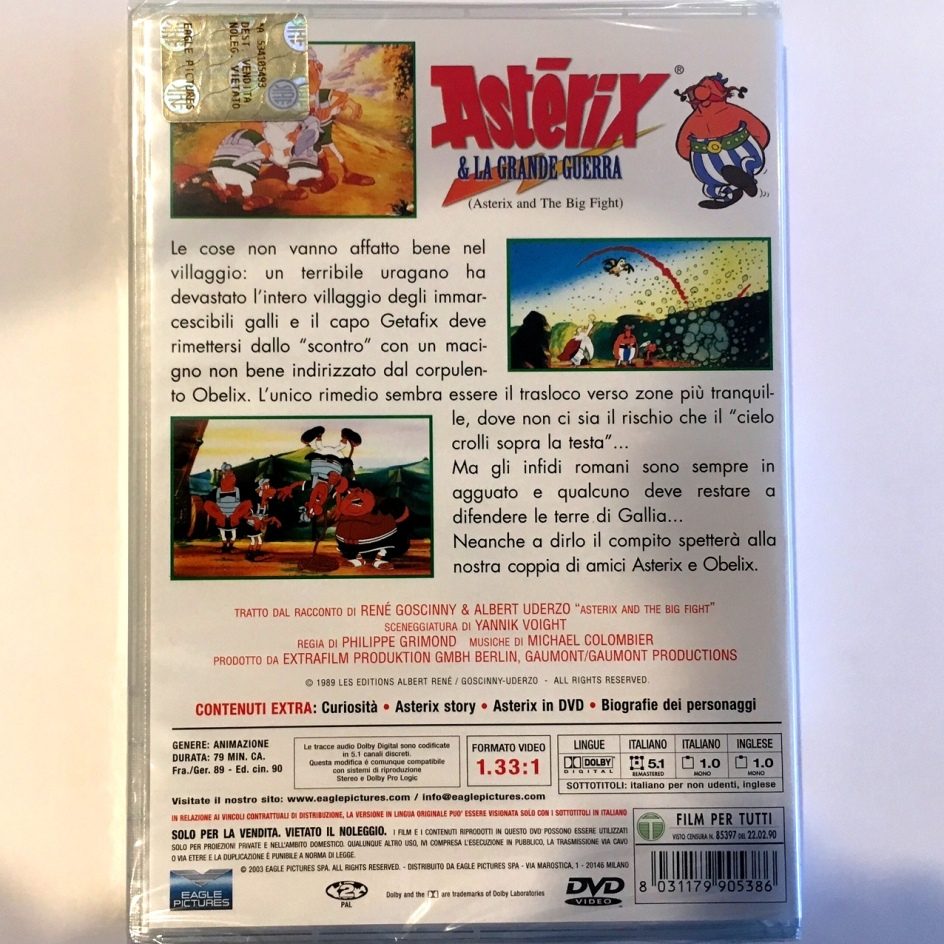 AA 534105493
DEST. VENDITA
NOLEG. VIETATO
EAGLE PICTURES
Astérix ®
& LA GRANDE GUERRA
(Asterix and The Big Fight)
Le cose non vanno affatto bene nel
villaggio: un terribile uragano ha
devastato l'intero villaggio degli immar-
cescibili galli e il capo Getafix deve
rimettersi dallo “scontro” con un maci-
gno non bene indirizzato dal corpulen-
to Obelix. L'unico rimedio sembra essere il trasloco verso zone più tranquil-
le, dove non ci sia il rischio che il “cielo
crolli sopra la testa”...
Ma gli infidi romani sono sempre in
agguato e qualcuno deve restare a
difendere le terre di Gallia...
Neanche a dirlo il compito spetterà alla
nostra coppia di amici Asterix e Obelix.
TRATTO DAL RACCONTO DI RENÉ GOSCINNY & ALBERT UDERZO “ASTERIX AND THE BIG FIGHT”
SCENEGGIATURA DI YANNIK VOIGHT
REGIA DI PHILIPPE GRIMOND MUSICHE DI MICHAEL COLOMBIER
PRODOTTO DA EXTRAFILM PRODUKTION GMBH BERLIN, GAUMONT/GAUMONT PRODUCTIONS
© 1989 LES EDITIONS ALBERT RENÉ / GOSCINNY-UDERZO - ALL RIGHTS RESERVED.
CONTENUTI EXTRA: Curiosità • Asterix story • Asterix in DVD • Biografie dei personaggi
GENERE: ANIMAZIONE
DURATA: 79 MIN. CA.
Fra./Ger. 89 - Ed. cin. 90
Le tracce audio Dolby Digital sono codificate
in 5.1 canali discreti.
Questa modifica è comunque compatibile
con sistemi di riproduzione
Stereo e Dolby Pro Logic
FORMATO VIDEO
1.33:1
LINGUE ITALIANO ITALIANO INGLESE
DOLBY DIGITAL 5.1 REMASTERED 1.0 MONO 1.0 MONO
SOTTOTITOLI: italiano per non udenti, inglese
Visitate il nostro sito: www.eaglepictures.com / info@eaglepictures.com
IN RELAZIONE AI VINCOLI CONTRATTUALI DI DISTRIBUZIONE, LA VERSIONE IN LINGUA ORIGINALE PUO' ESSERE VISIONATA SOLO CON I SOTTOTITOLI IN ITALIANO
SOLO PER LA VENDITA. VIETATO IL NOLEGGIO. I FILM E I CONTENUTI RIPRODOTTI IN QUESTO DVD POSSONO ESSERE UTILIZZATI
SOLO PER PROIEZIONI PRIVATE E NELL'AMBITO DOMESTICO. QUALUNQUE ALTRO USO, IVI COMPRESA L'ESECUZIONE IN PUBBLICO, LA TRASMISSIONE VIA CAVO
O VIA ETERE E LA DUPLICAZIONE È PUNIBILE A NORMA DI LEGGE.
© 2003 EAGLE PICTURES SPA. ALL RIGHTS RESERVED. - DISTRIBUITO DA EAGLE PICTURES SPA - VIA MAROSTICA, 1 - 20146 MILANO
T FILM PER TUTTI
VISTO CENSURA N. 85397 DEL 22.02.90
EAGLE
PICTURES
2
PAL
Dolby and the are trademarks of Dolby Laboratories
DVD
VIDEO
8 031179 905386